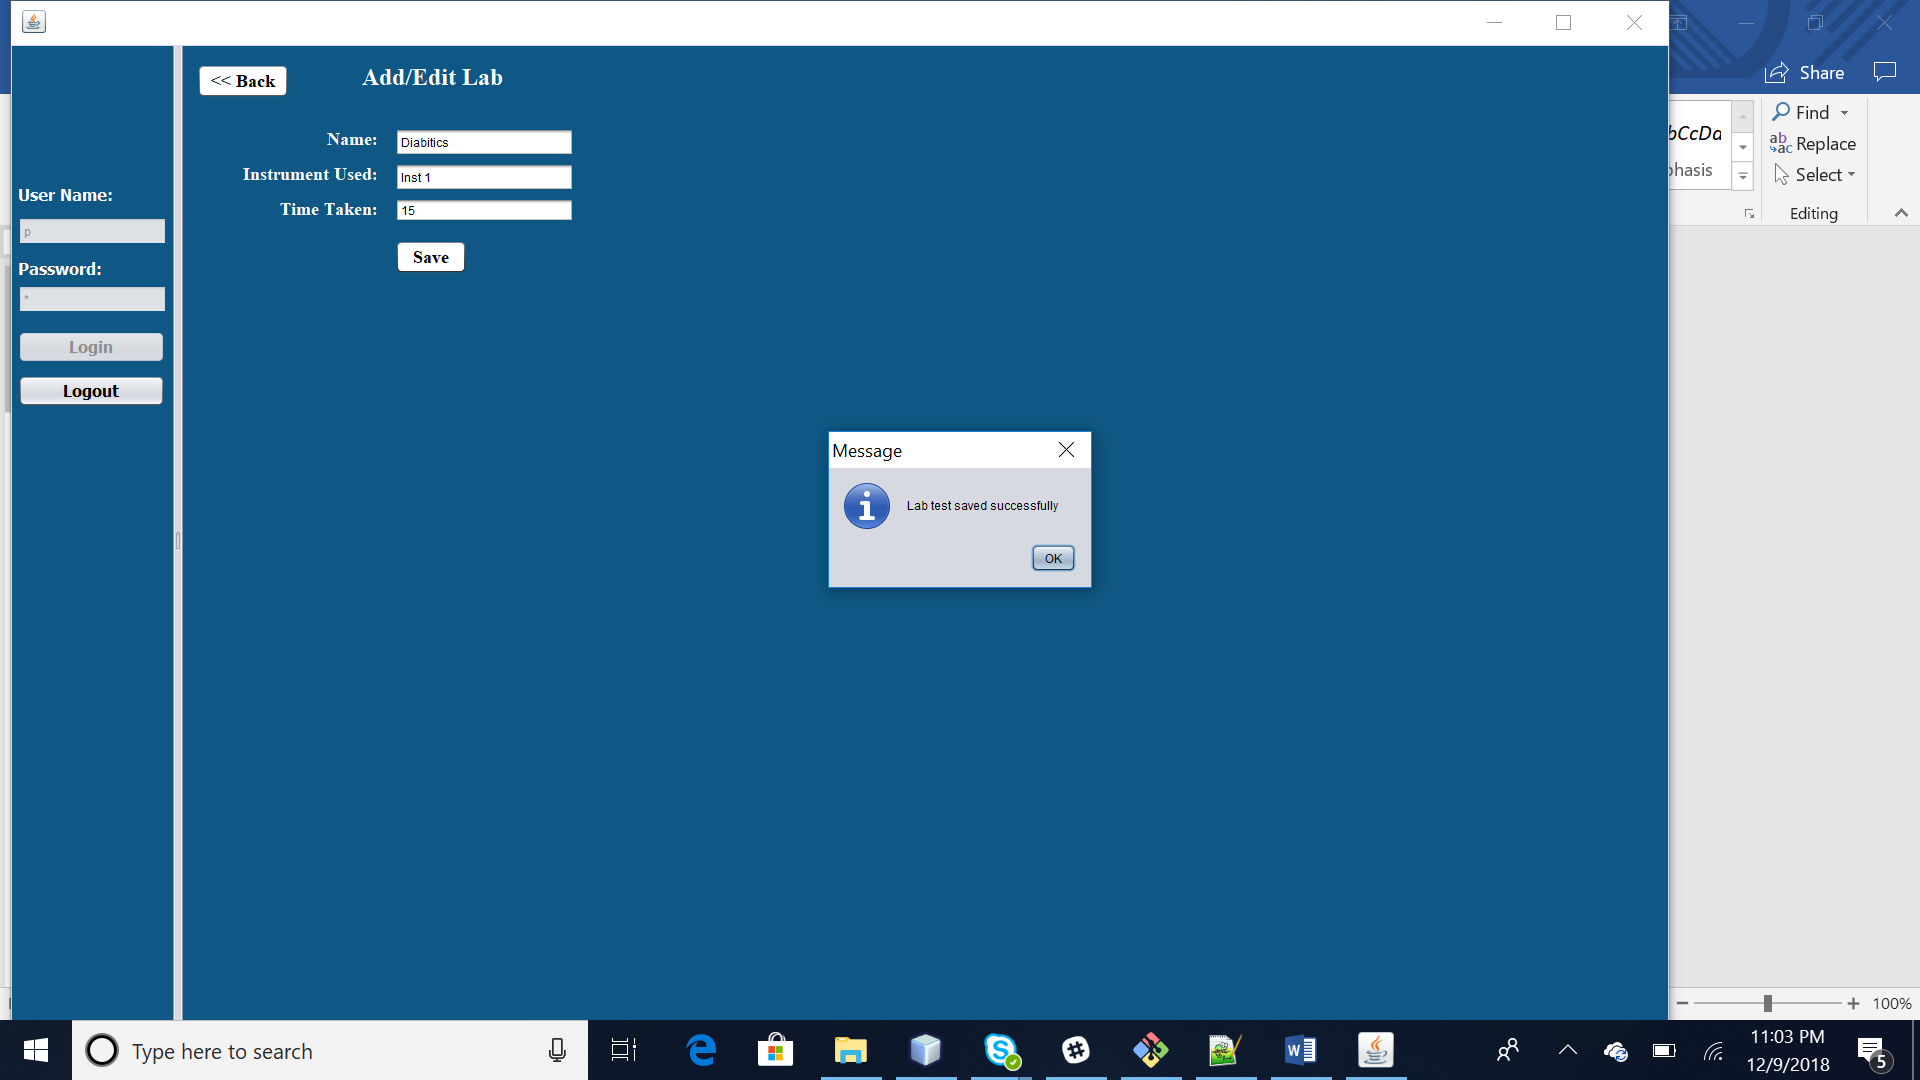 << Back
Add/Edit Lab
Name:
Diabitics
Instrument Used:
Inst 1
Time Taken:
15
Save
User Name:
p
Password:
*
Login
Logout
Message
Lab test saved successfully
OK
Share
Find
Replace
Select
Editing
100%
Type here to search
11:03 PM
12/9/2018
5